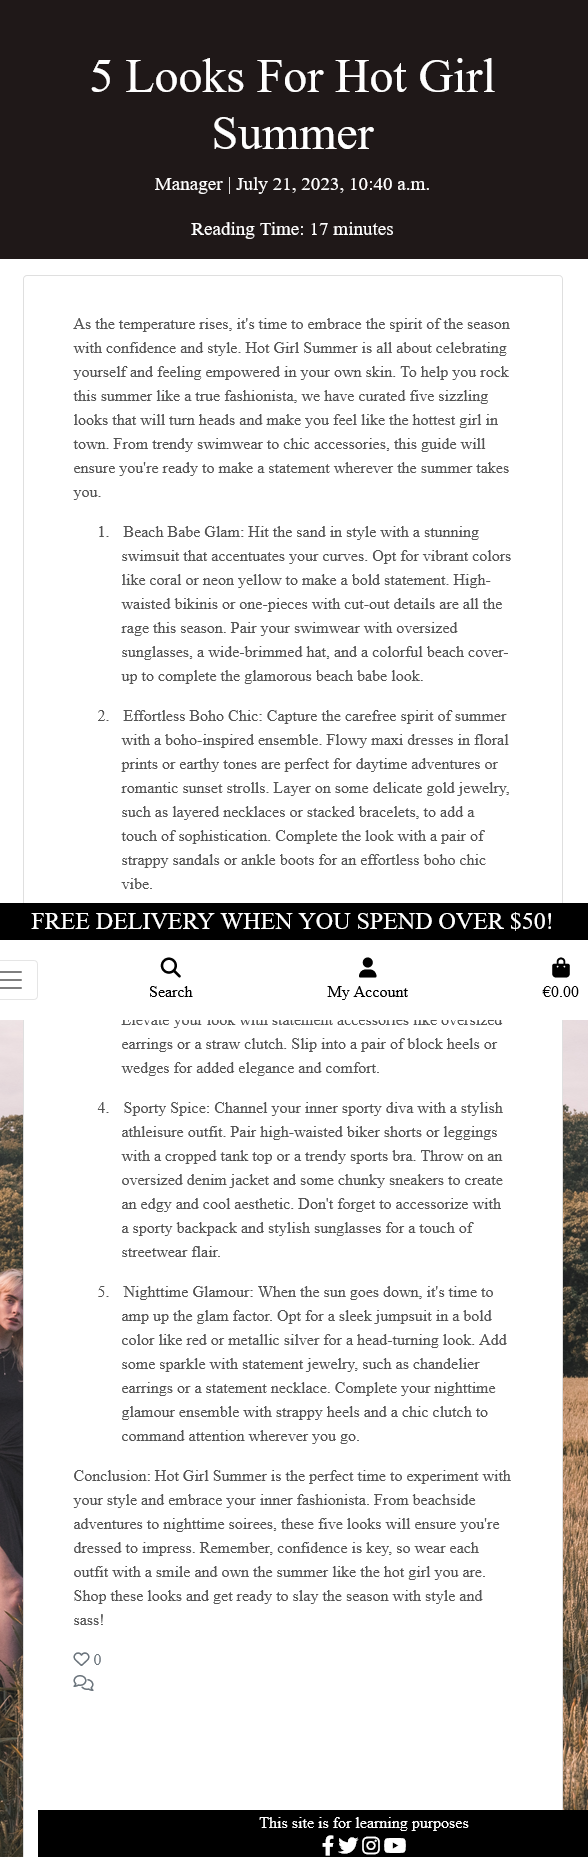 5 Looks For Hot Girl
Summer
Manager | July 21, 2023, 10:40 a.m.
Reading Time: 17 minutes
As the temperature rises, it's time to embrace the spirit of the season
with confidence and style. Hot Girl Summer is all about celebrating
yourself and feeling empowered in your own skin. To help you rock
this summer like a true fashionista, we have curated five sizzling
looks that will turn heads and make you feel like the hottest girl in
town. From trendy swimwear to chic accessories, this guide will
ensure you're ready to make a statement wherever the summer takes
you.
1. Beach Babe Glam: Hit the sand in style with a stunning
swimsuit that accentuates your curves. Opt for vibrant colors
like coral or neon yellow to make a bold statement. High-
waisted bikinis or one-pieces with cut-out details are all the
rage this season. Pair your swimwear with oversized
sunglasses, a wide-brimmed hat, and a colorful beach cover-
up to complete the glamorous beach babe look.
2. Effortless Boho Chic: Capture the carefree spirit of summer
with a boho-inspired ensemble. Flowy maxi dresses in floral
prints or earthy tones are perfect for daytime adventures or
romantic sunset strolls. Layer on some delicate gold jewelry,
such as layered necklaces or stacked bracelets, to add a
touch of sophistication. Complete the look with a pair of
strappy sandals or ankle boots for an effortless boho chic
vibe.
FREE DELIVERY WHEN YOU SPEND OVER $50!
Search
My Account
€0.00
Elevate your look with statement accessories like oversized
earrings or a straw clutch. Slip into a pair of block heels or
wedges for added elegance and comfort.
4. Sporty Spice: Channel your inner sporty diva with a stylish
athleisure outfit. Pair high-waisted biker shorts or leggings
with a cropped tank top or a trendy sports bra. Throw on an
oversized denim jacket and some chunky sneakers to create
an edgy and cool aesthetic. Don't forget to accessorize with
a sporty backpack and stylish sunglasses for a touch of
streetwear flair.
5. Nighttime Glamour: When the sun goes down, it's time to
amp up the glam factor. Opt for a sleek jumpsuit in a bold
color like red or metallic silver for a head-turning look. Add
some sparkle with statement jewelry, such as chandelier
earrings or a statement necklace. Complete your nighttime
glamour ensemble with strappy heels and a chic clutch to
command attention wherever you go.
Conclusion: Hot Girl Summer is the perfect time to experiment with
your style and embrace your inner fashionista. From beachside
adventures to nighttime soirees, these five looks will ensure you're
dressed to impress. Remember, confidence is key, so wear each
outfit with a smile and own the summer like the hot girl you are.
Shop these looks and get ready to slay the season with style and
sass!
0
This site is for learning purposes